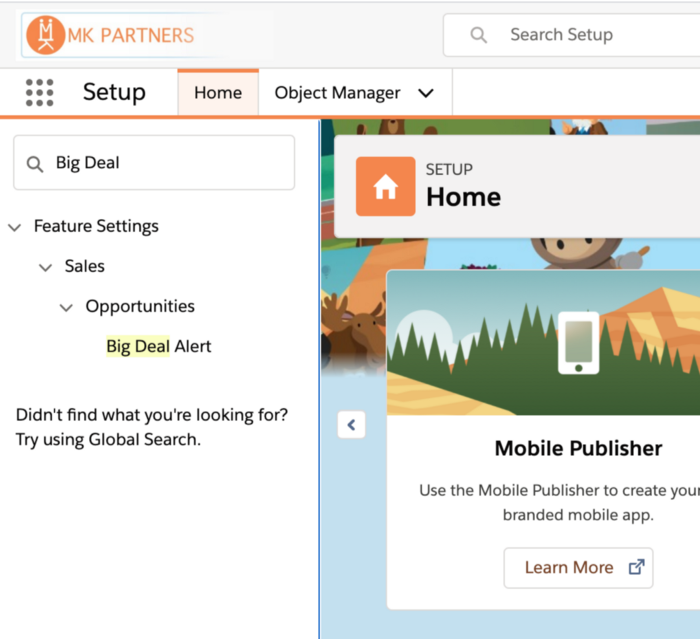 MK PARTNERS
Search Setup
Setup
Home
Object Manager
Big Deal
Feature Settings
Sales
Opportunities
Big Deal Alert
Didn't find what you're looking for?
Try using Global Search.
SETUP
Home
Mobile Publisher
Use the Mobile Publisher to create your
branded mobile app.
Learn More